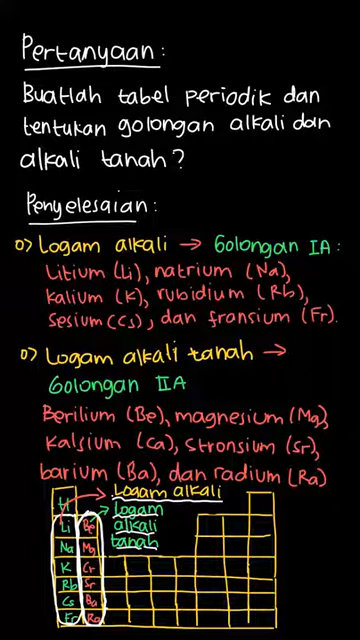 Pertanyaan :
Buatlah tabel periodik dan
tentukan golongan alkali dan
alkali tanah?
Penyelesaian :
o) Logam alkali → Golongan IA :
Litium (Li), natrium (Na),
kalium (K), rubidium (Rb),
Sesium (Cs), dan fransium (Fr).
o) Logam alkali tanah →
Golongan IIA
Berilium (Be), magnesium (Mg),
Kalsium (Ca), stronsium (Sr),
barium (Ba), dan radium (Ra)
H Logam alkali
Li Be Logam
alkali
Na Mg tanah
K Cr
Rb Sr
Cs Ba
Fr Ra